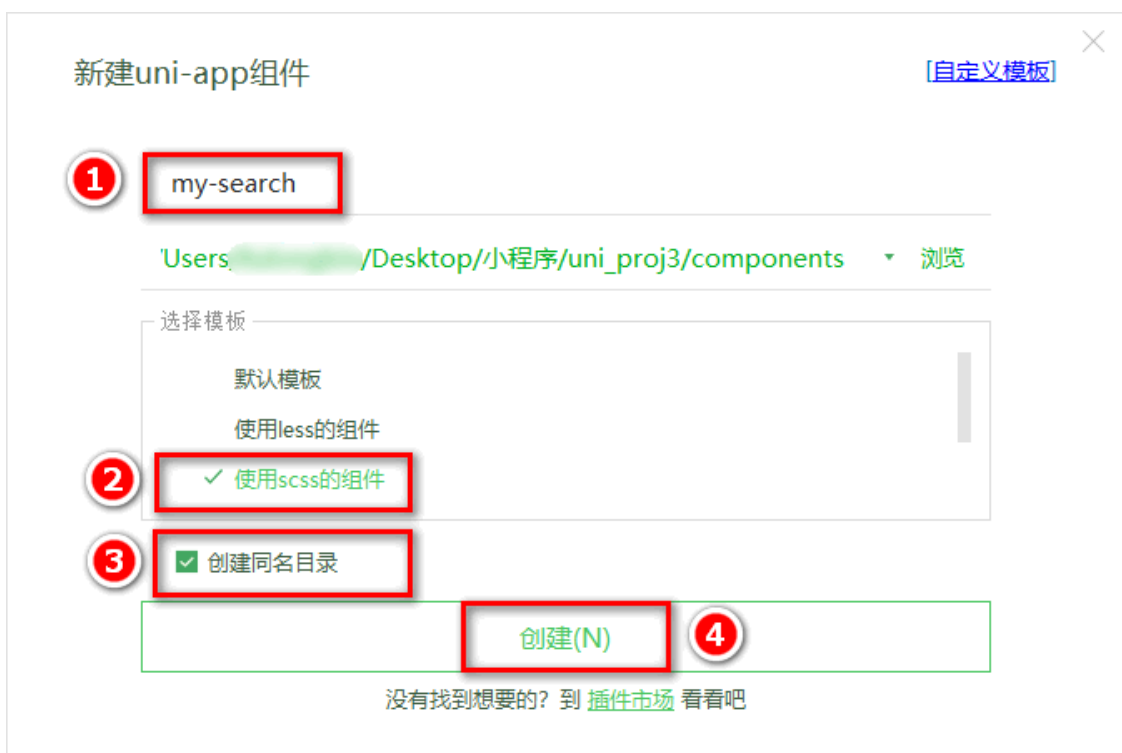 新建uni-app组件 [自定义模板]
1 my-search
/Users/ /Desktop/小程序/uni_proj3/components 浏览
选择模板
默认模板
使用less的组件
2 使用scss的组件
3 创建同名目录
创建(N) 4
没有找到想要的? 到 插件市场 看看吧